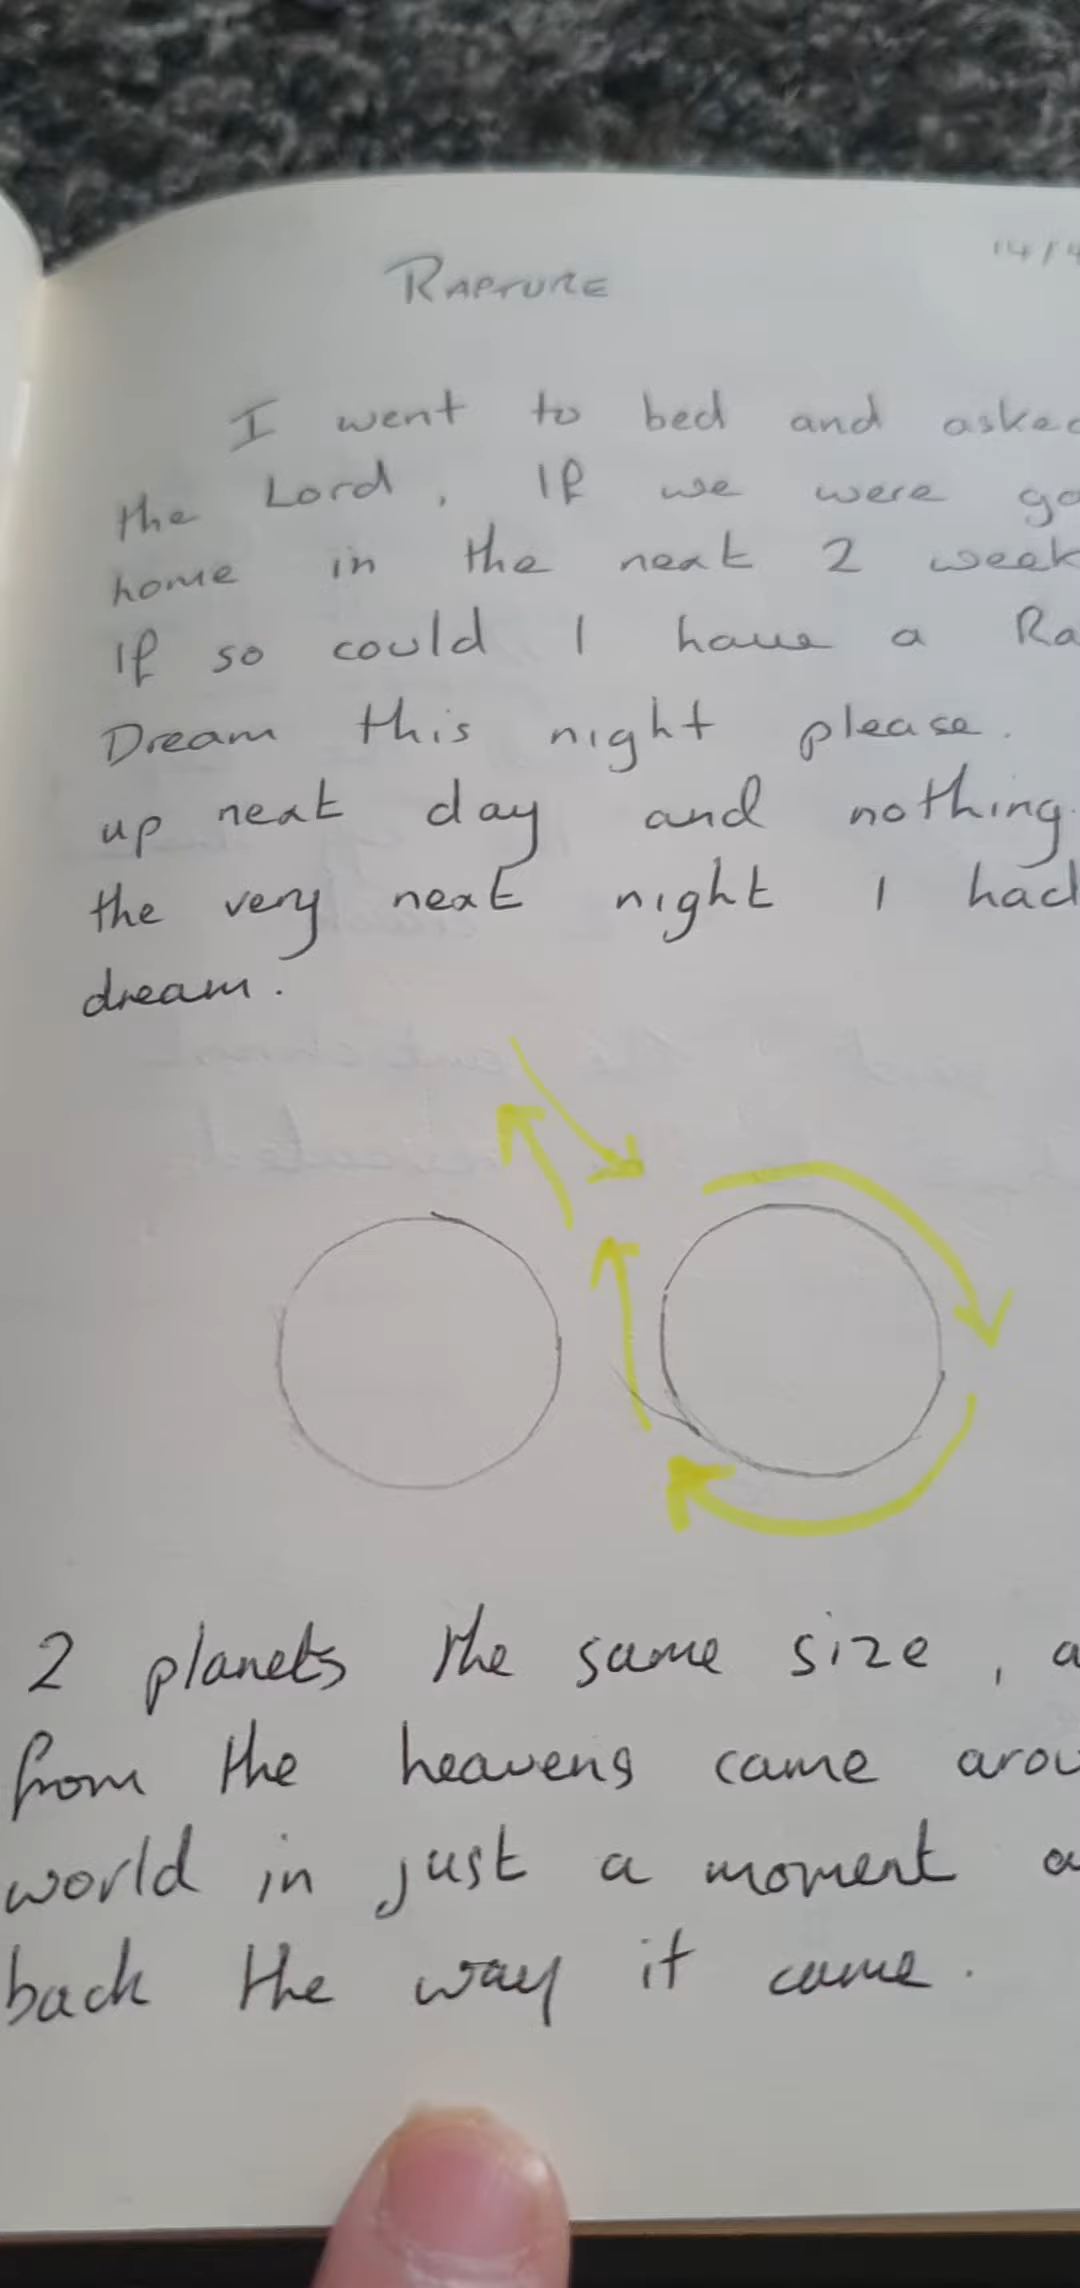 RAPTURE
14/4
I went to bed and asked
the Lord, If we were go
home in the next 2 week
If so could I have a Ra
Dream this night please.
up next day and nothing.
the very next night I had
dream.
2 planets the same size, a
from the heavens came arou
world in just a moment a
back the way it came.